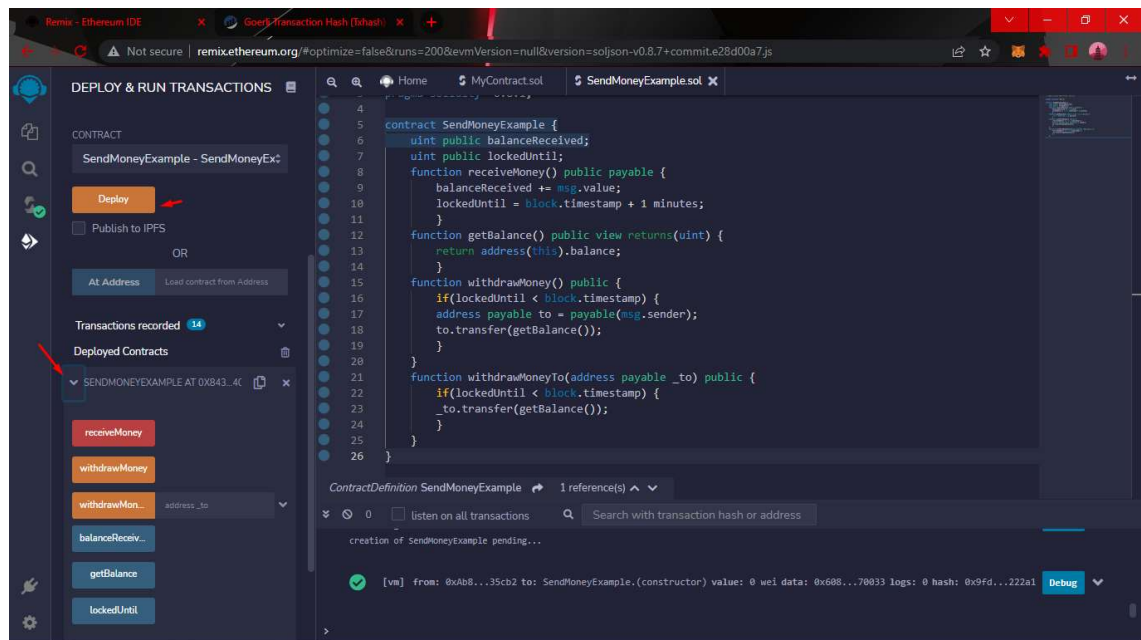 Remix - Ethereum IDE
Goerli Transaction Hash (Txhash)
Not secure | remix.ethereum.org/#optimize=false&runs=200&evmVersion=null&version=soljson-v0.8.7+commit.e28d00a7.js
DEPLOY & RUN TRANSACTIONS
CONTRACT
SendMoneyExample - SendMoneyEx
Deploy
Publish to IPFS
OR
At Address Load contract from Address
Transactions recorded 14
Deployed Contracts
SENDMONEYEXAMPLE AT 0X843...4C
receiveMoney
withdrawMoney
withdrawMon... address _to
balanceReceiv...
getBalance
lockedUntil
Home MyContract.sol SendMoneyExample.sol
4
5 contract SendMoneyExample {
6 uint public balanceReceived;
7 uint public lockedUntil;
8 function receiveMoney() public payable {
9 balanceReceived += msg.value;
10 lockedUntil = block.timestamp + 1 minutes;
11 }
12 function getBalance() public view returns(uint) {
13 return address(this).balance;
14 }
15 function withdrawMoney() public {
16 if(lockedUntil < block.timestamp) {
17 address payable to = payable(msg.sender);
18 to.transfer(getBalance());
19 }
20 }
21 function withdrawMoneyTo(address payable _to) public {
22 if(lockedUntil < block.timestamp) {
23 _to.transfer(getBalance());
24 }
25 }
26 }
ContractDefinition SendMoneyExample 1 reference(s)
0 listen on all transactions Search with transaction hash or address
creation of SendMoneyExample pending...
[vm] from: 0xAb8...35cb2 to: SendMoneyExample.(constructor) value: 0 wei data: 0x608...70033 logs: 0 hash: 0x9fd...222a1 Debug
>